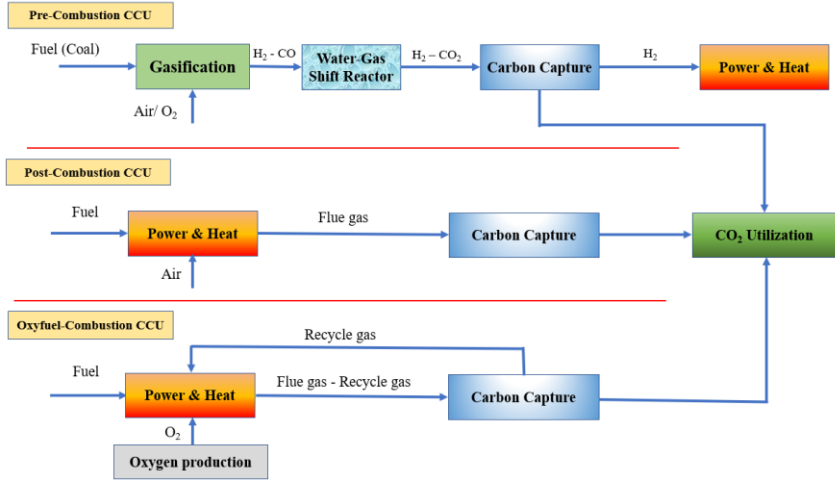 Pre-Combustion CCU
Fuel (Coal)
Gasification
H₂ - CO
Water-Gas
Shift Reactor
H₂ – CO₂
Carbon Capture
H₂
Power & Heat
Air/ O₂
Post-Combustion CCU
Fuel
Power & Heat
Flue gas
Carbon Capture
CO₂ Utilization
Air
Oxyfuel-Combustion CCU
Recycle gas
Fuel
Power & Heat
Flue gas - Recycle gas
Carbon Capture
O₂
Oxygen production